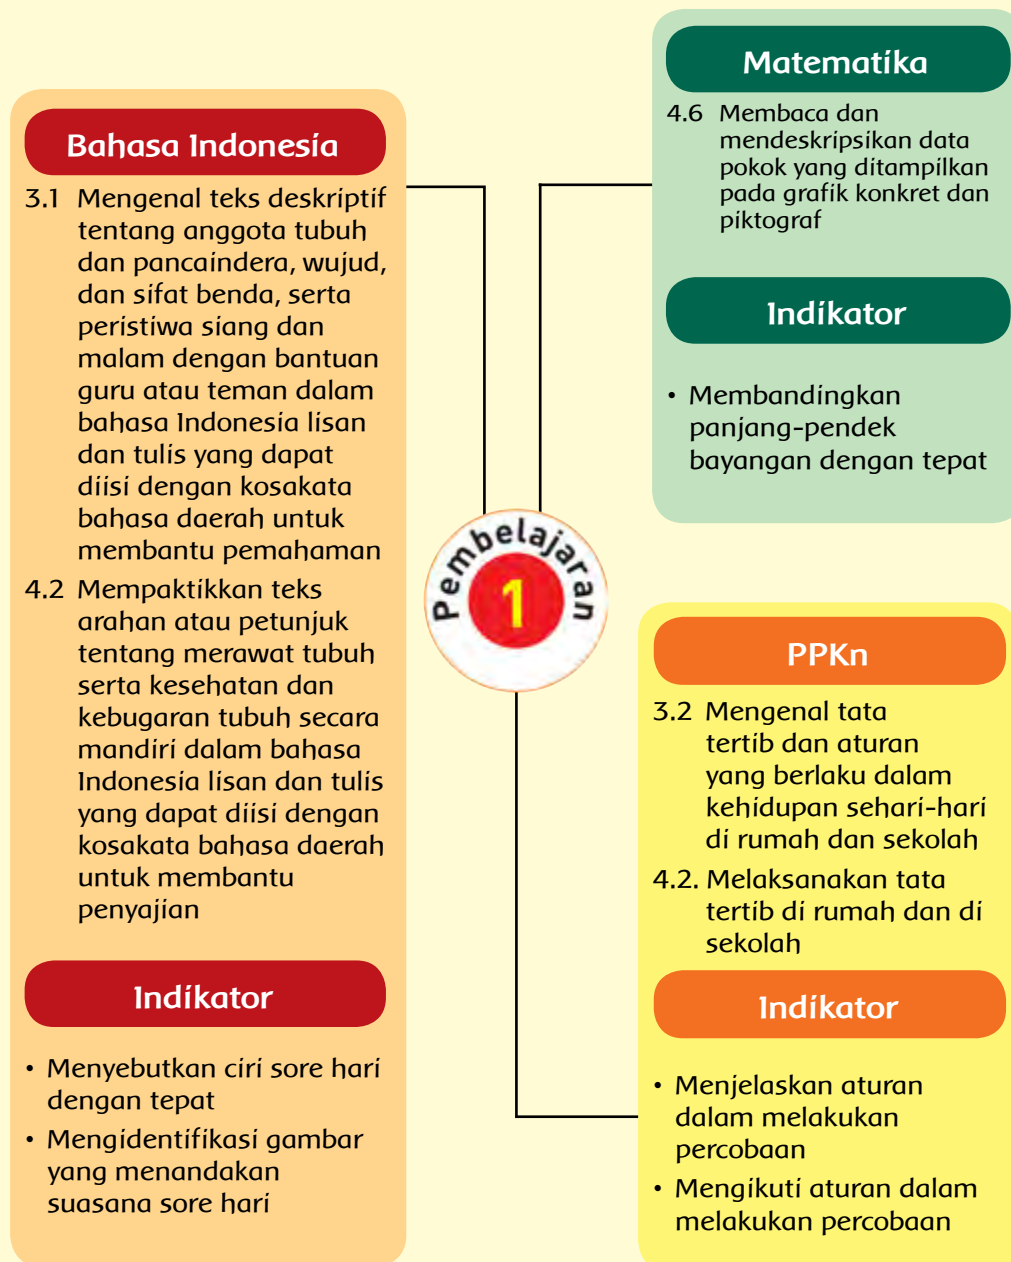 Bahasa Indonesia
3.1 Mengenal teks deskriptif
tentang anggota tubuh
dan pancaindera, wujud,
dan sifat benda, serta
peristiwa siang dan
malam dengan bantuan
guru atau teman dalam
bahasa Indonesia lisan
dan tulis yang dapat
diisi dengan kosakata
bahasa daerah untuk
membantu pemahaman
4.2 Mempaktikkan teks
arahan atau petunjuk
tentang merawat tubuh
serta kesehatan dan
kebugaran tubuh secara
mandiri dalam bahasa
Indonesia lisan dan tulis
yang dapat diisi dengan
kosakata bahasa daerah
untuk membantu
penyajian
Indikator
• Menyebutkan ciri sore hari
dengan tepat
• Mengidentifikasi gambar
yang menandakan
suasana sore hari
Pembelajaran
1
Matematika
4.6 Membaca dan
mendeskripsikan data
pokok yang ditampilkan
pada grafik konkret dan
piktograf
Indikator
• Membandingkan
panjang-pendek
bayangan dengan tepat
PPKn
3.2 Mengenal tata
tertib dan aturan
yang berlaku dalam
kehidupan sehari-hari
di rumah dan sekolah
4.2. Melaksanakan tata
tertib di rumah dan di
sekolah
Indikator
• Menjelaskan aturan
dalam melakukan
percobaan
• Mengikuti aturan dalam
melakukan percobaan